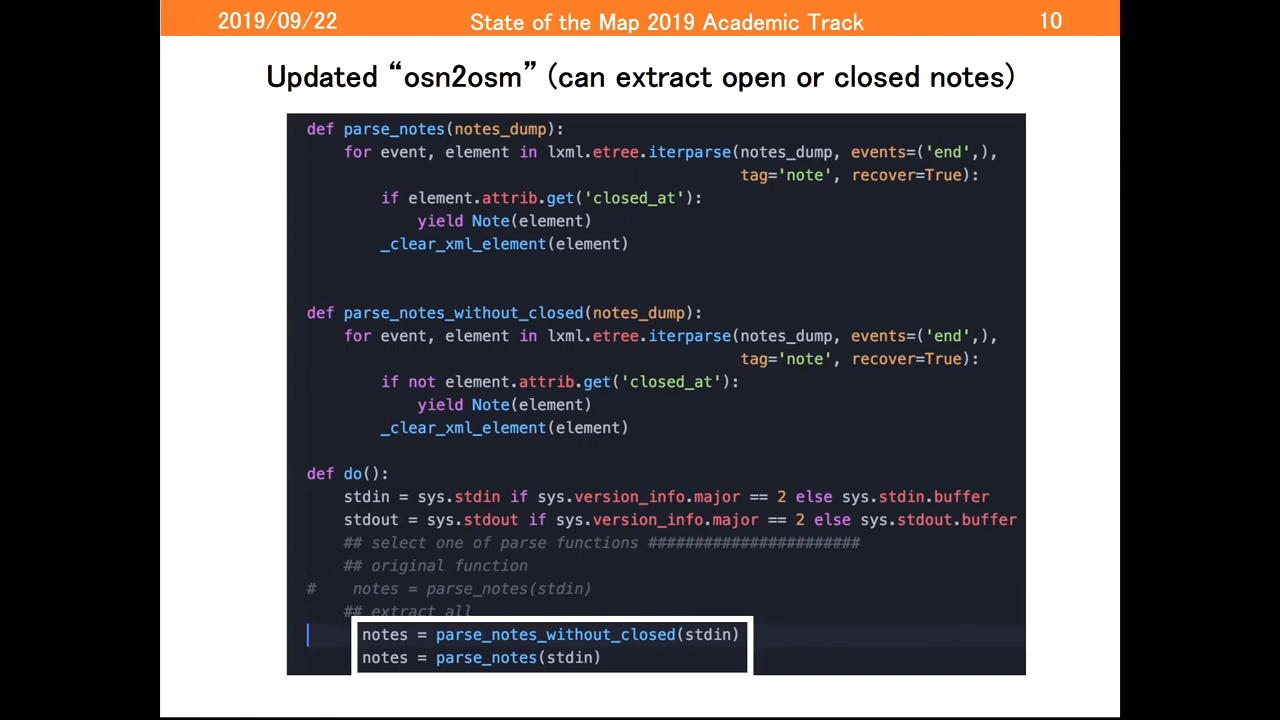 2019/09/22 State of the Map 2019 Academic Track 10
Updated “osn2osm” (can extract open or closed notes)
def parse_notes(notes_dump):
    for event, element in lxml.etree.iterparse(notes_dump, events=('end',),
                                               tag='note', recover=True):
        if element.attrib.get('closed_at'):
            yield Note(element)
        _clear_xml_element(element)
def parse_notes_without_closed(notes_dump):
    for event, element in lxml.etree.iterparse(notes_dump, events=('end',),
                                               tag='note', recover=True):
        if not element.attrib.get('closed_at'):
            yield Note(element)
        _clear_xml_element(element)
def do():
    stdin = sys.stdin if sys.version_info.major == 2 else sys.stdin.buffer
    stdout = sys.stdout if sys.version_info.major == 2 else sys.stdout.buffer
    ## select one of parse functions #######################
    ## original function
#    notes = parse_notes(stdin)
    ## extract all
      notes = parse_notes_without_closed(stdin)
      notes = parse_notes(stdin)